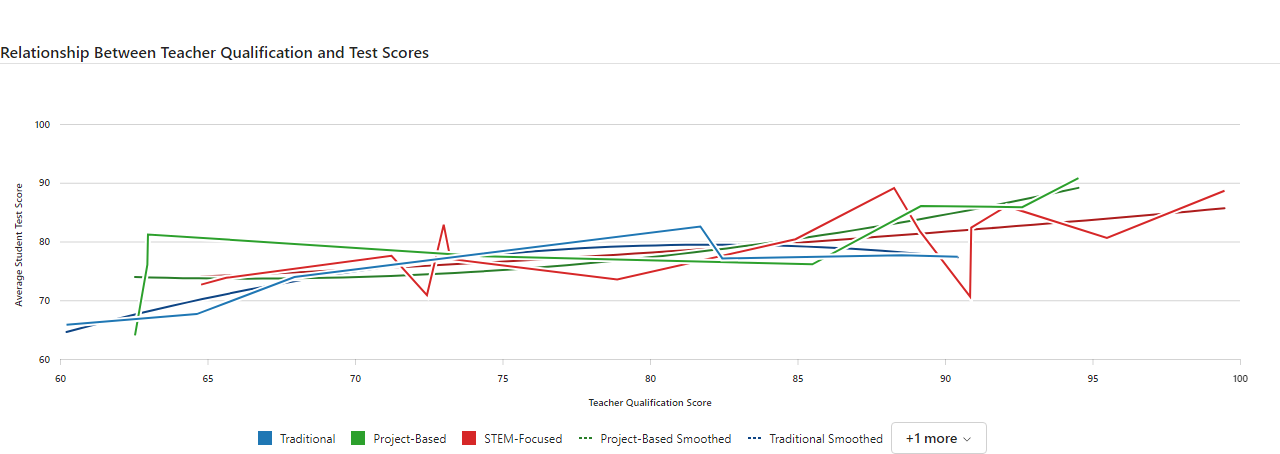 Relationship Between Teacher Qualification and Test Scores
Average Student Test Score
100
90
80
70
60
60 65 70 75 80 85 90 95 100
Teacher Qualification Score
Traditional Project-Based STEM-Focused Project-Based Smoothed Traditional Smoothed +1 more